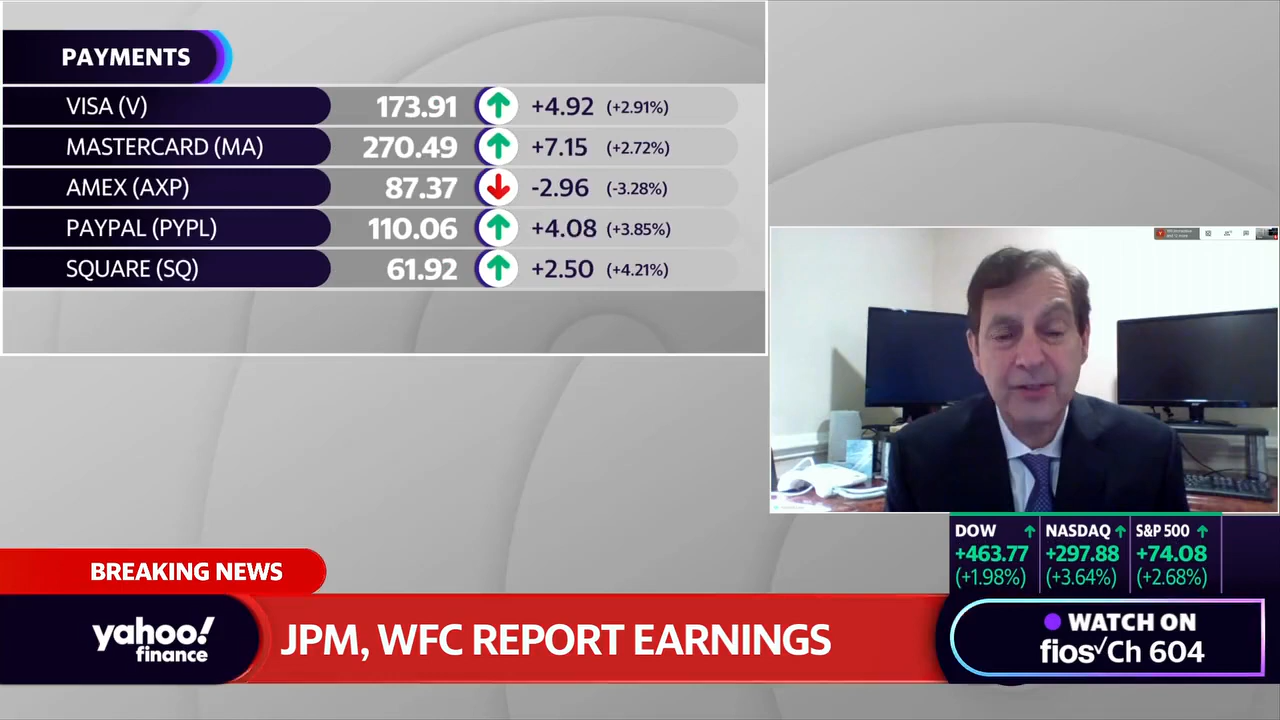 PAYMENTS
VISA (V) 173.91 +4.92 (+2.91%)
MASTERCARD (MA) 270.49 +7.15 (+2.72%)
AMEX (AXP) 87.37 -2.96 (-3.28%)
PAYPAL (PYPL) 110.06 +4.08 (+3.85%)
SQUARE (SQ) 61.92 +2.50 (+4.21%)
DOW NASDAQ S&P 500
+463.77 +297.88 +74.08
(+1.98%) (+3.64%) (+2.68%)
BREAKING NEWS
yahoo!
finance
JPM, WFC REPORT EARNINGS
WATCH ON
fios Ch 604